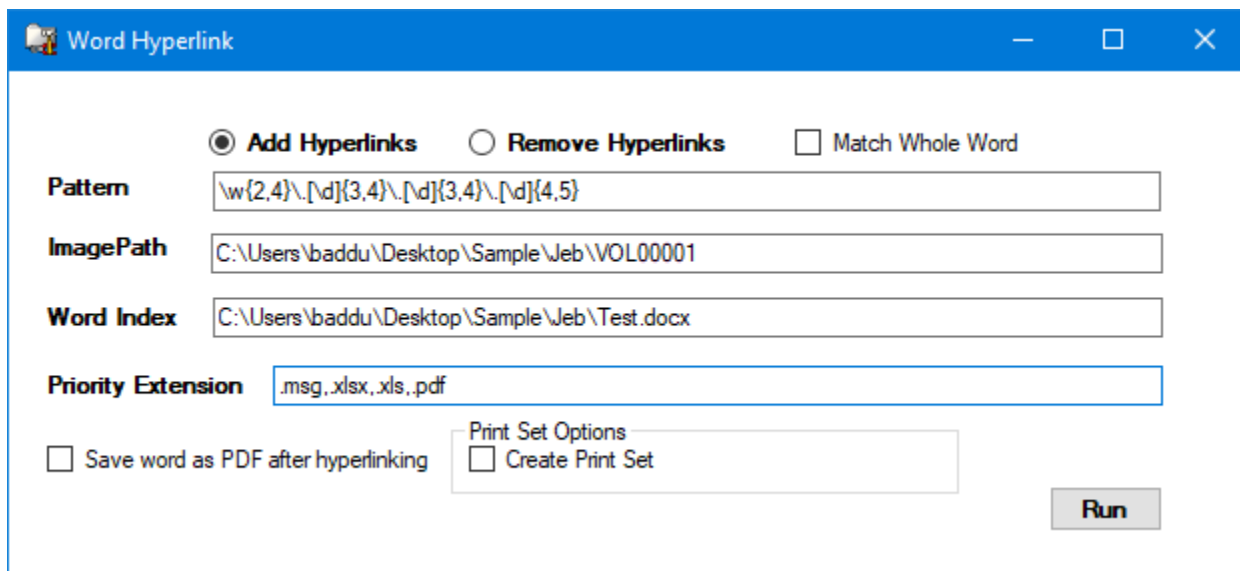 Word Hyperlink
Add Hyperlinks Remove Hyperlinks Match Whole Word
Pattern \w{2,4}\.[\d]{3,4}\.[\d]{3,4}\.[\d]{4,5}
ImagePath C:\Users\baddu\Desktop\Sample\Jeb\VOL00001
Word Index C:\Users\baddu\Desktop\Sample\Jeb\Test.docx
Priority Extension .msg,.xlsx,.xls,.pdf
Print Set Options
Save word as PDF after hyperlinking Create Print Set
Run